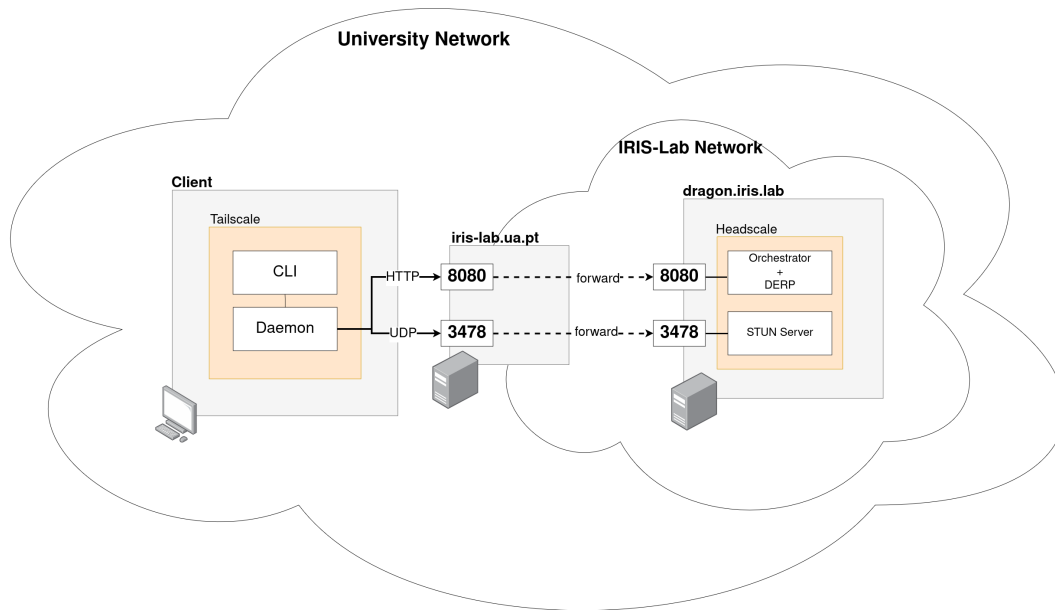 University Network
IRIS-Lab Network
Client
dragon.iris.lab
Tailscale
Headscale
iris-lab.ua.pt
CLI
HTTP
8080
forward
8080
Orchestrator
+
DERP
Daemon
UDP
3478
forward
3478
STUN Server